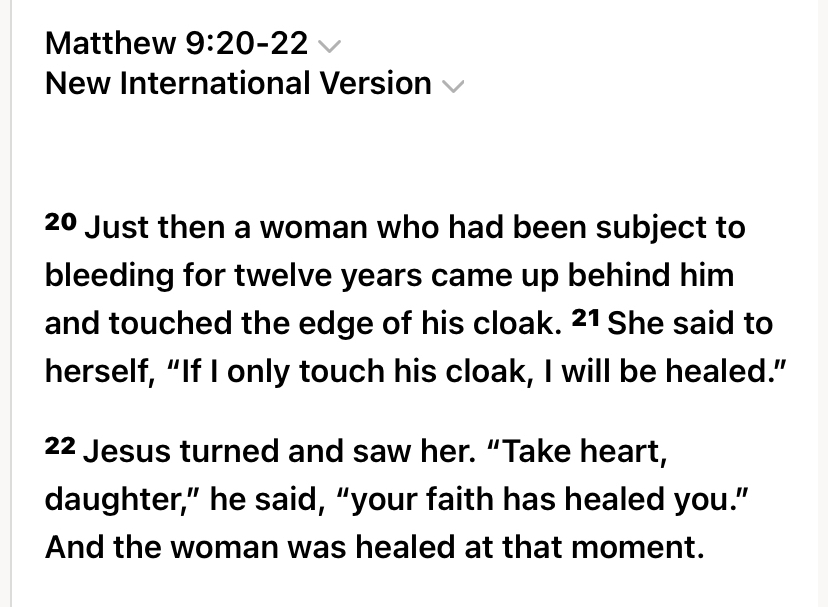 Matthew 9:20-22
New International Version
20 Just then a woman who had been subject to
bleeding for twelve years came up behind him
and touched the edge of his cloak. 21 She said to
herself, “If I only touch his cloak, I will be healed.”
22 Jesus turned and saw her. “Take heart,
daughter,” he said, “your faith has healed you.”
And the woman was healed at that moment.